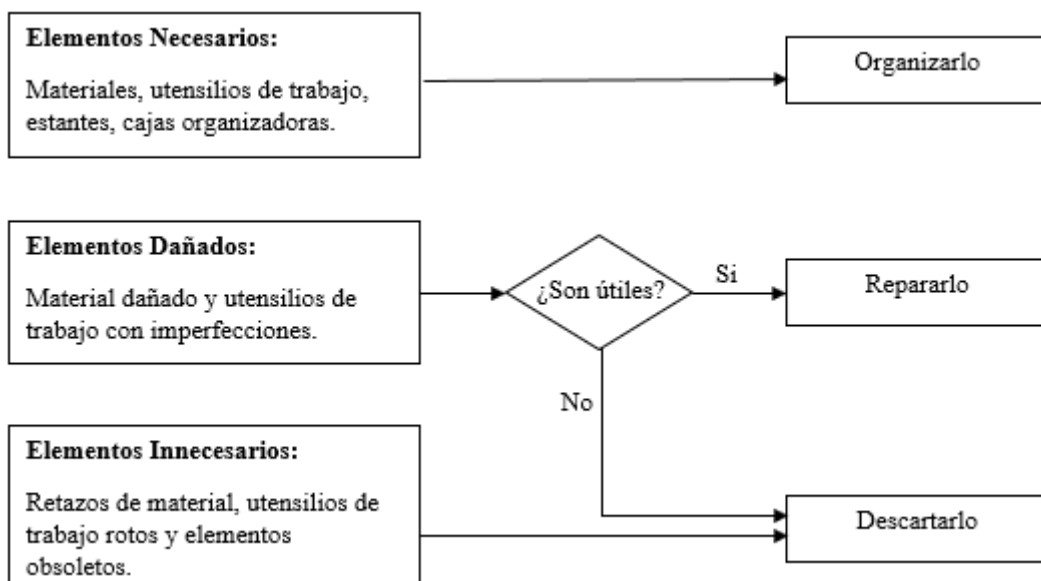 Elementos Necesarios:
Materiales, utensilios de trabajo,
estantes, cajas organizadoras.
Organizarlo
Elementos Dañados:
Material dañado y utensilios de
trabajo con imperfecciones.
¿Son útiles?
Si
Repararlo
No
Elementos Innecesarios:
Retazos de material, utensilios de
trabajo rotos y elementos
obsoletos.
Descartarlo